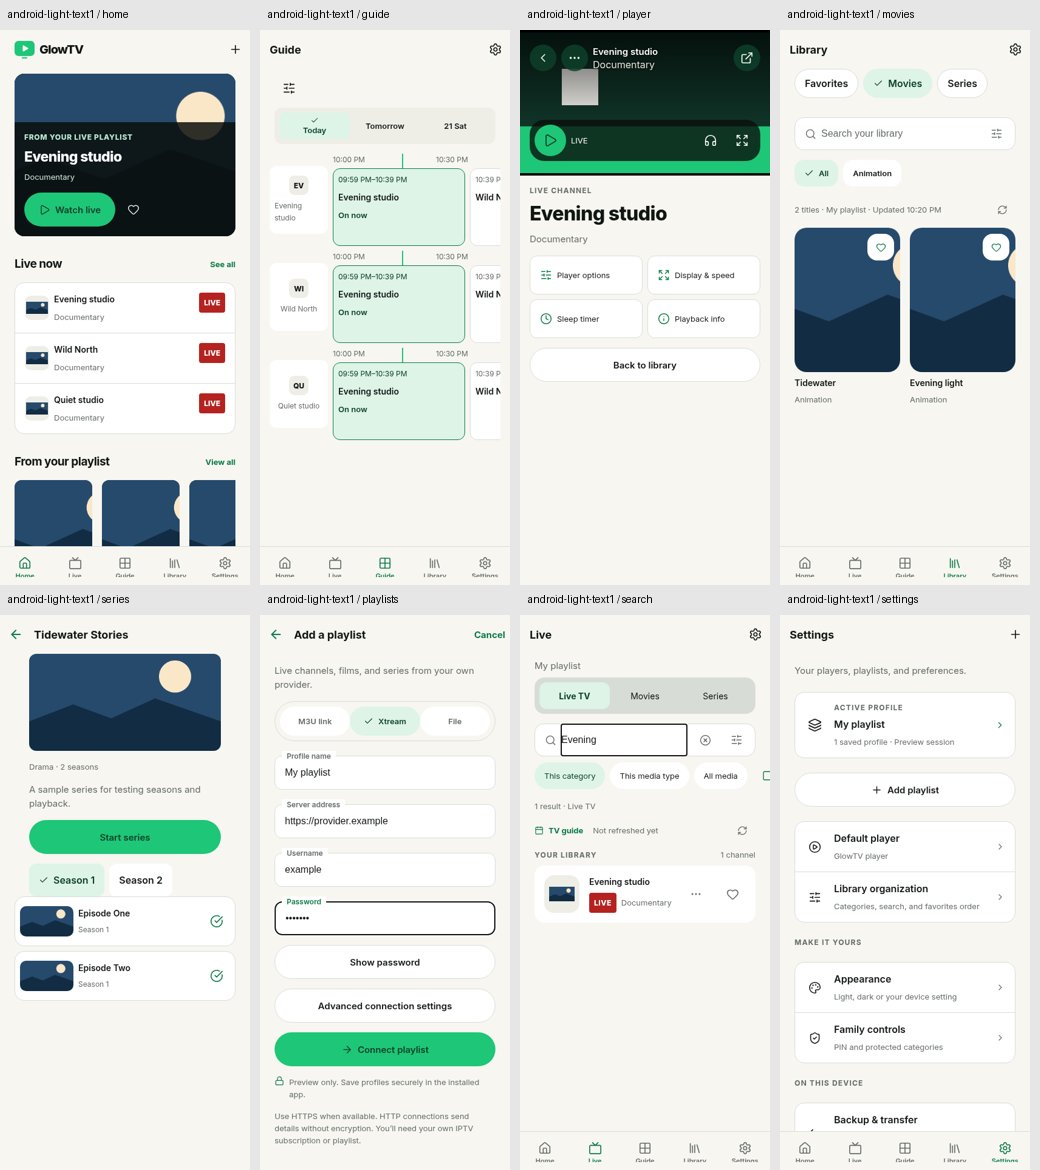 android-light-text1 / home
GlowTV
FROM YOUR LIVE PLAYLIST
Evening studio
Documentary
Watch live
Live now
See all
Evening studio
Documentary
LIVE
Wild North
Documentary
LIVE
Quiet studio
Documentary
LIVE
From your playlist
View all
Home
Live
Guide
Library
Settings
android-light-text1 / guide
Guide
Today
Tomorrow
21 Sat
10:00 PM
10:30 PM
EV
Evening
studio
09:59 PM–10:39 PM
Evening studio
On now
10:39 P
Wild N
10:00 PM
10:30 PM
WI
Wild North
09:59 PM–10:39 PM
Evening studio
On now
10:39 P
Wild N
10:00 PM
10:30 PM
QU
Quiet studio
09:59 PM–10:39 PM
Evening studio
On now
10:39 P
Wild N
Home
Live
Guide
Library
Settings
android-light-text1 / player
Evening studio
Documentary
LIVE
LIVE CHANNEL
Evening studio
Documentary
Player options
Display & speed
Sleep timer
Playback info
Back to library
android-light-text1 / movies
Library
Favorites
Movies
Series
Search your library
All
Animation
2 titles · My playlist · Updated 10:20 PM
Tidewater
Animation
Evening light
Animation
Home
Live
Guide
Library
Settings
android-light-text1 / series
Tidewater Stories
Drama · 2 seasons
A sample series for testing seasons and
playback.
Start series
Season 1
Season 2
Episode One
Season 1
Episode Two
Season 1
android-light-text1 / playlists
Add a playlist
Cancel
Live channels, films, and series from your own
provider.
M3U link
Xtream
File
Profile name
My playlist
Server address
https://provider.example
Username
example
Password
•••••••
Show password
Advanced connection settings
Connect playlist
Preview only. Save profiles securely in the installed
app.
Use HTTPS when available. HTTP connections send
details without encryption. You'll need your own IPTV
subscription or playlist.
android-light-text1 / search
Live
My playlist
Live TV
Movies
Series
Evening
This category
This media type
All media
1 result · Live TV
TV guide
Not refreshed yet
YOUR LIBRARY
1 channel
Evening studio
LIVE
Documentary
Home
Live
Guide
Library
Settings
android-light-text1 / settings
Settings
Your players, playlists, and preferences.
ACTIVE PROFILE
My playlist
1 saved profile · Preview session
Add playlist
Default player
GlowTV player
Library organization
Categories, search, and favorites order
MAKE IT YOURS
Appearance
Light, dark or your device setting
Family controls
PIN and protected categories
ON THIS DEVICE
Backup & transfer
Home
Live
Guide
Library
Settings